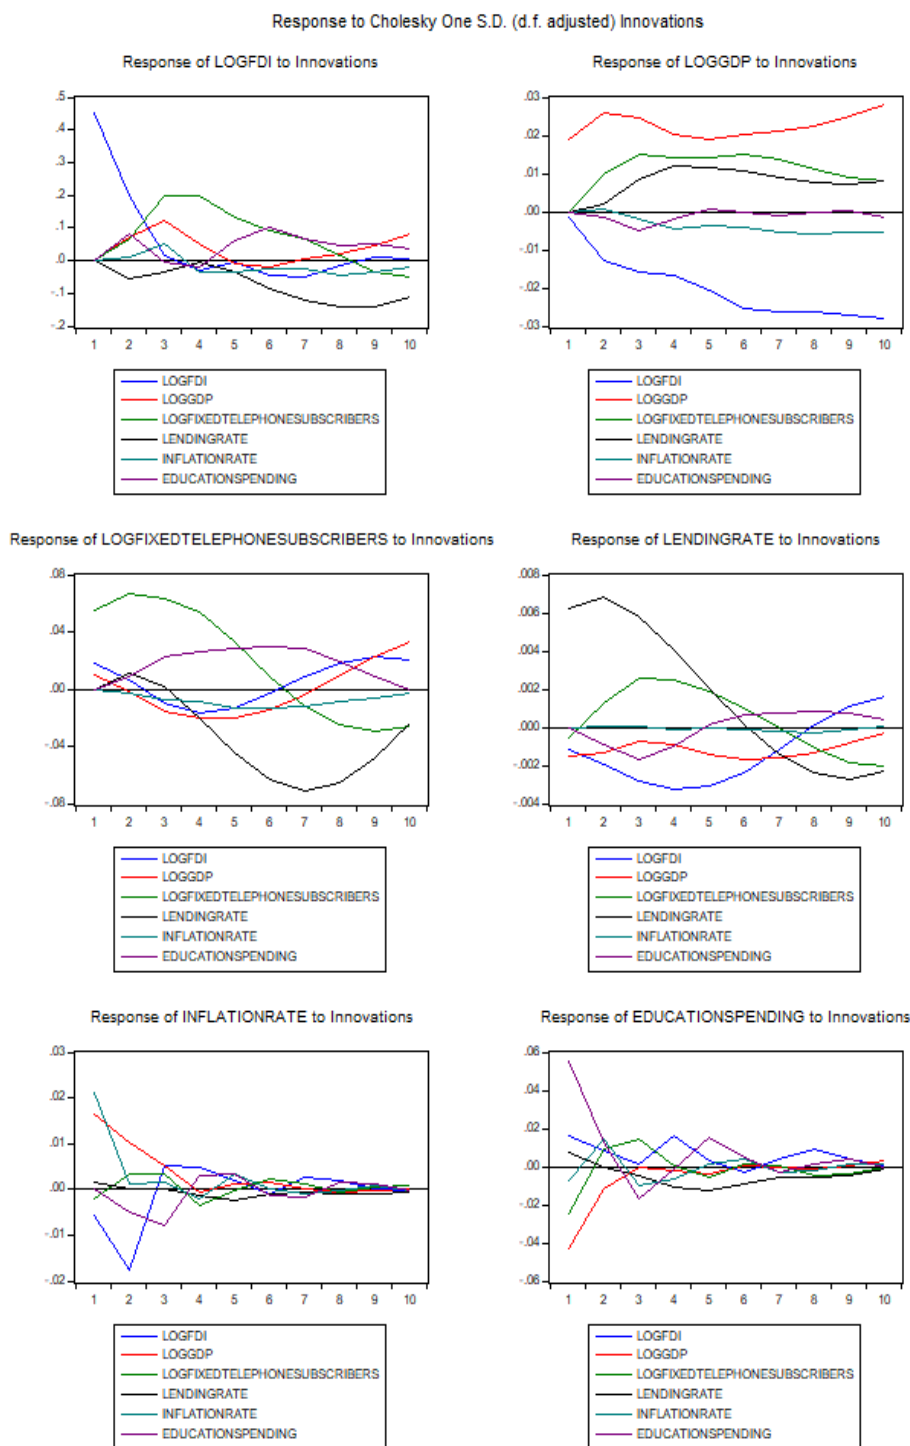 Response to Cholesky One S.D. (d.f. adjusted) Innovations
Response of LOGFDI to Innovations
.5
.4
.3
.2
.1
.0
-.1
-.2
1 2 3 4 5 6 7 8 9 10
LOGFDI
LOGGDP
LOGFIXEDTELEPHONESUBSCRIBERS
LENDINGRATE
INFLATIONRATE
EDUCATIONSPENDING
Response of LOGGDP to Innovations
.03
.02
.01
.00
-.01
-.02
-.03
1 2 3 4 5 6 7 8 9 10
LOGFDI
LOGGDP
LOGFIXEDTELEPHONESUBSCRIBERS
LENDINGRATE
INFLATIONRATE
EDUCATIONSPENDING
Response of LOGFIXEDTELEPHONESUBSCRIBERS to Innovations
.08
.04
.00
-.04
-.08
1 2 3 4 5 6 7 8 9 10
LOGFDI
LOGGDP
LOGFIXEDTELEPHONESUBSCRIBERS
LENDINGRATE
INFLATIONRATE
EDUCATIONSPENDING
Response of LENDINGRATE to Innovations
.008
.006
.004
.002
.000
-.002
-.004
1 2 3 4 5 6 7 8 9 10
LOGFDI
LOGGDP
LOGFIXEDTELEPHONESUBSCRIBERS
LENDINGRATE
INFLATIONRATE
EDUCATIONSPENDING
Response of INFLATIONRATE to Innovations
.03
.02
.01
.00
-.01
-.02
1 2 3 4 5 6 7 8 9 10
LOGFDI
LOGGDP
LOGFIXEDTELEPHONESUBSCRIBERS
LENDINGRATE
INFLATIONRATE
EDUCATIONSPENDING
Response of EDUCATIONSPENDING to Innovations
.06
.04
.02
.00
-.02
-.04
-.06
1 2 3 4 5 6 7 8 9 10
LOGFDI
LOGGDP
LOGFIXEDTELEPHONESUBSCRIBERS
LENDINGRATE
INFLATIONRATE
EDUCATIONSPENDING